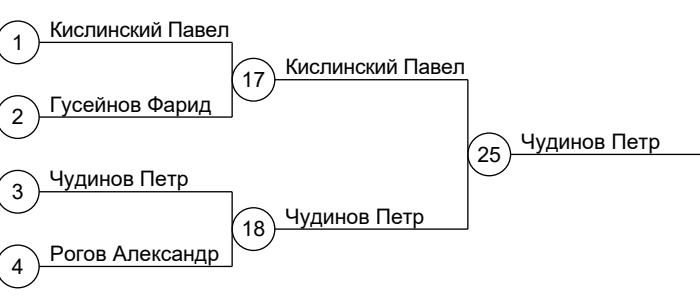 Кислинский Павел
1
17
Кислинский Павел
Гусейнов Фарид
2
25
Чудинов Петр
Чудинов Петр
3
18
Чудинов Петр
Рогов Александр
4